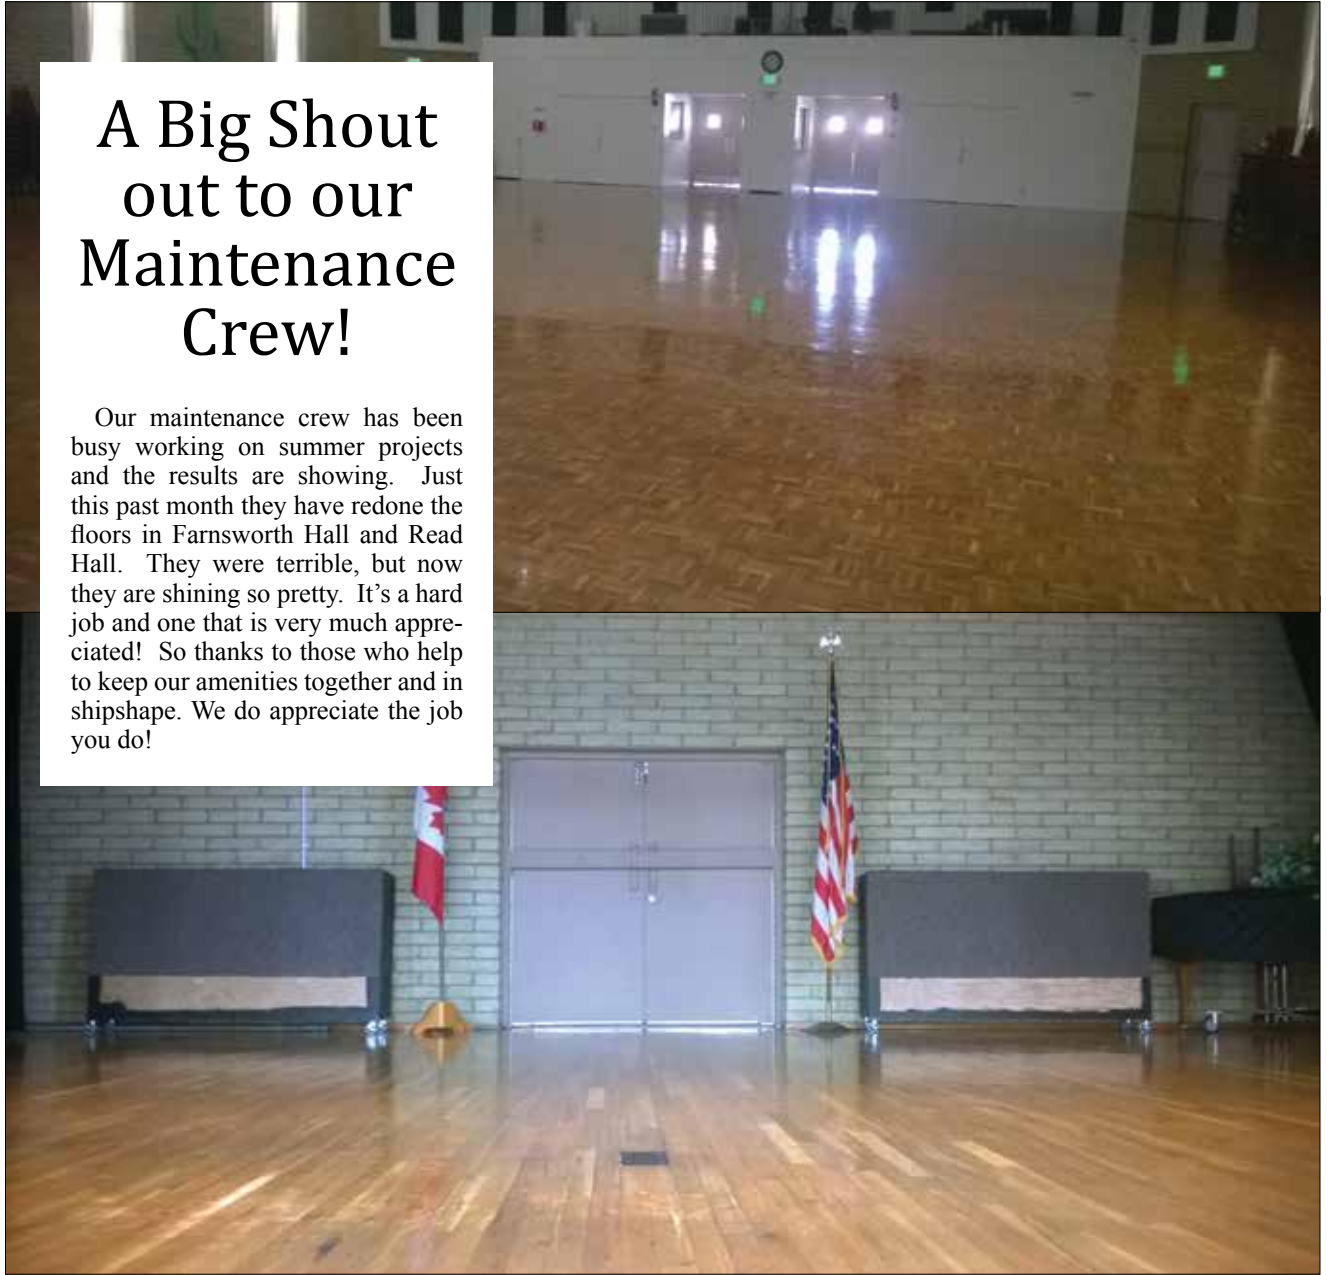 A Big Shout
out to our
Maintenance
Crew!
Our maintenance crew has been
busy working on summer projects
and the results are showing.  Just
this past month they have redone the
floors in Farnsworth Hall and Read
Hall.  They were terrible, but now
they are shining so pretty.  It’s a hard
job and one that is very much appre-
ciated!  So thanks to those who help
to keep our amenities together and in
shipshape. We do appreciate the job
you do!